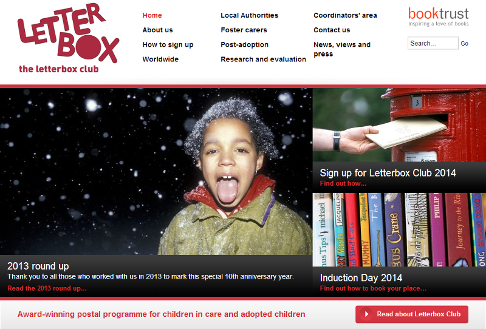 LETTER
BOX
the letterbox club
Home
About us
How to sign up
Worldwide
Local Authorities
Foster carers
Post-adoption
Research and evaluation
Coordinators' area
Contact us
News, views and
press
booktrust
inspiring a love of books
Search...
Go
2013 round up
Thank you to all those who worked with us in 2013 to mark this special 10th anniversary year.
Read the 2013 round up...
Sign up for Letterbox Club 2014
Find out how...
Induction Day 2014
Find out how to book your place...
Award-winning postal programme for children in care and adopted children
Read about Letterbox Club